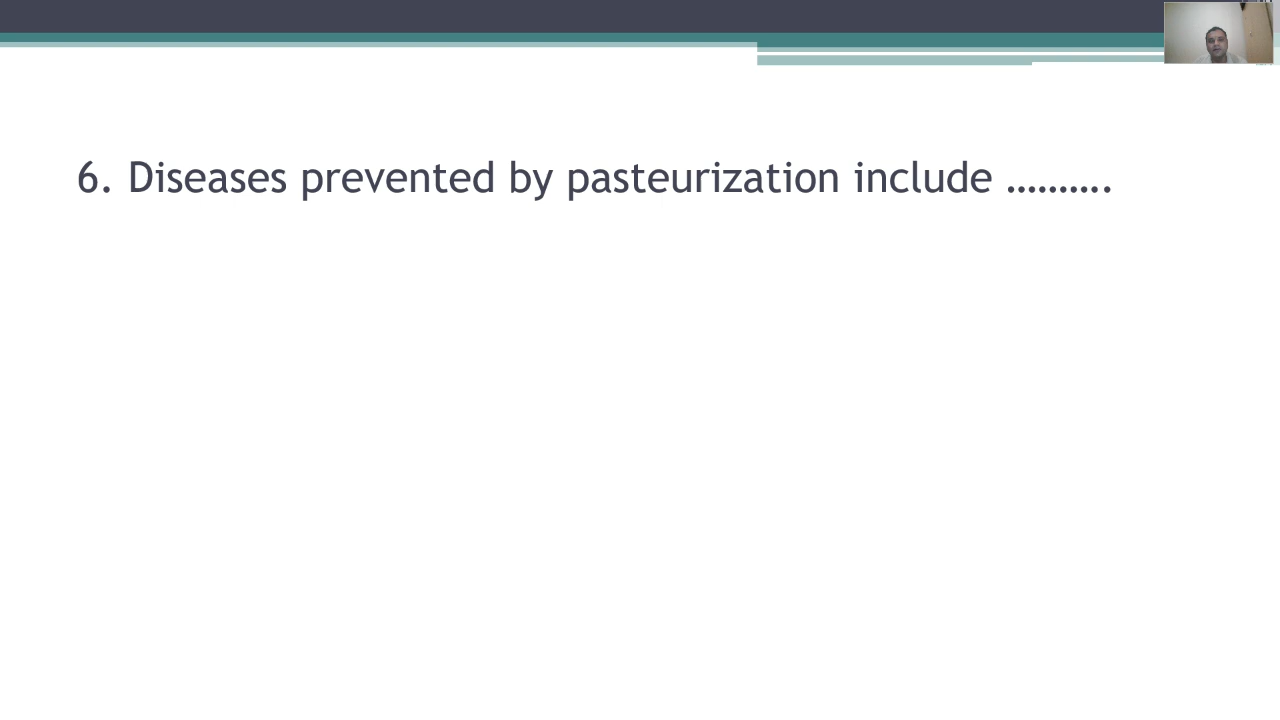 6. Diseases prevented by pasteurization include ……….